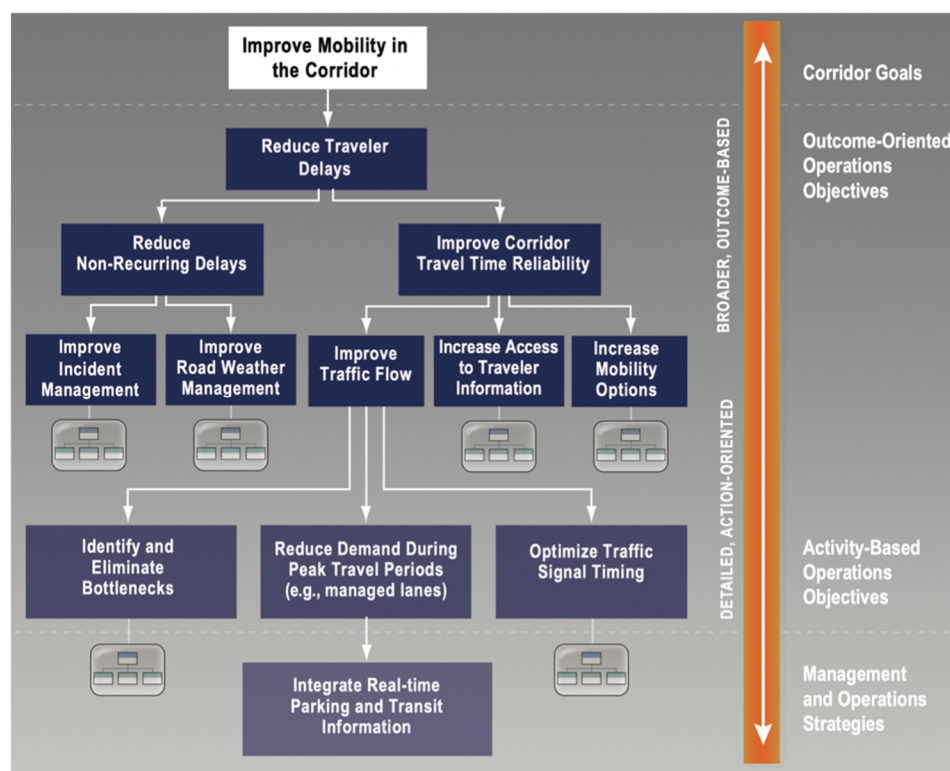 Improve Mobility in
the Corridor
Corridor Goals
Reduce Traveler
Delays
Outcome-Oriented
Operations
Objectives
BROADER, OUTCOME-BASED
Reduce
Non-Recurring Delays
Improve Corridor
Travel Time Reliability
Improve
Incident
Management
Improve
Road Weather
Management
Improve
Traffic Flow
Increase Access
to Traveler
Information
Increase
Mobility
Options
DETAILED, ACTION-ORIENTED
Identify and
Eliminate
Bottlenecks
Reduce Demand During
Peak Travel Periods
(e.g., managed lanes)
Optimize Traffic
Signal Timing
Activity-Based
Operations
Objectives
Integrate Real-time
Parking and Transit
Information
Management
and Operations
Strategies